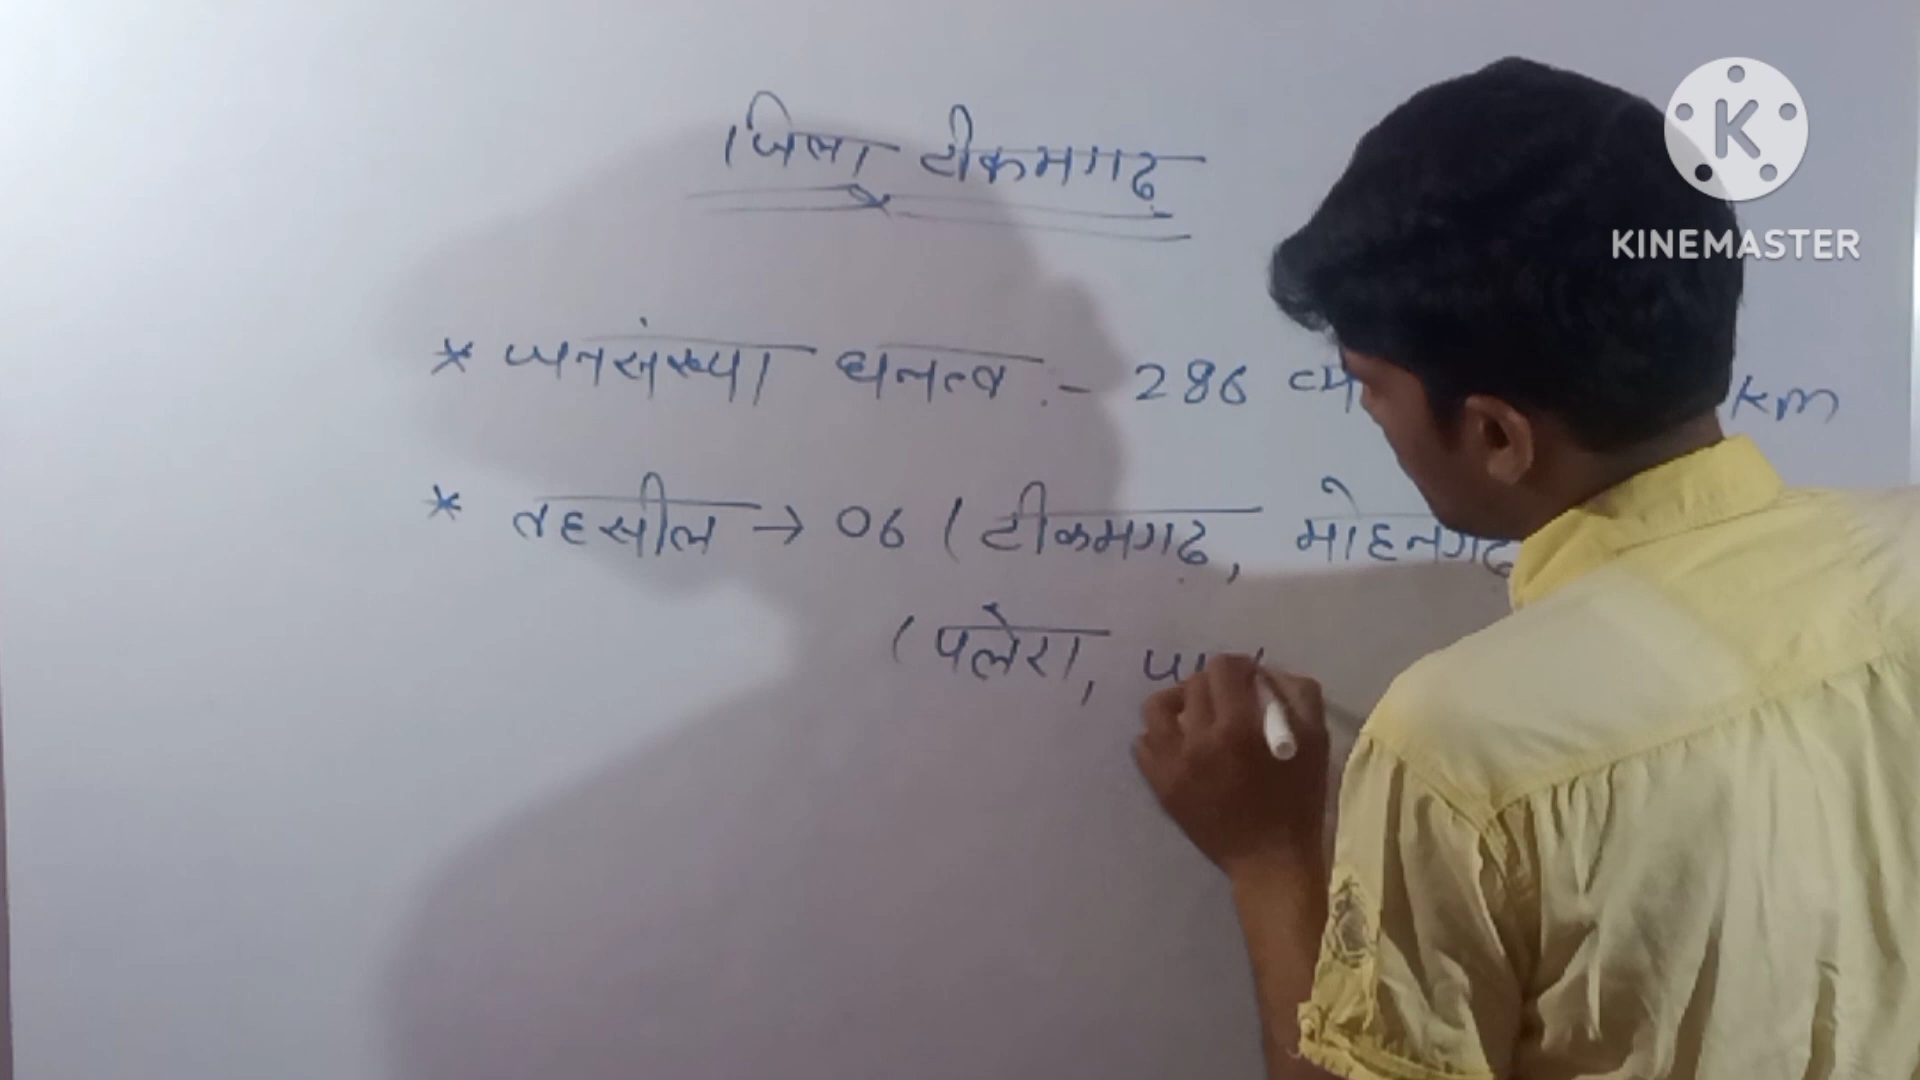 जिला टीकमगढ़
* जनसंख्या घनत्व :- 286 km
* तहसील → 06 ( टीकमगढ़, मोहनगढ़
( पलेरा,
KINEMASTER